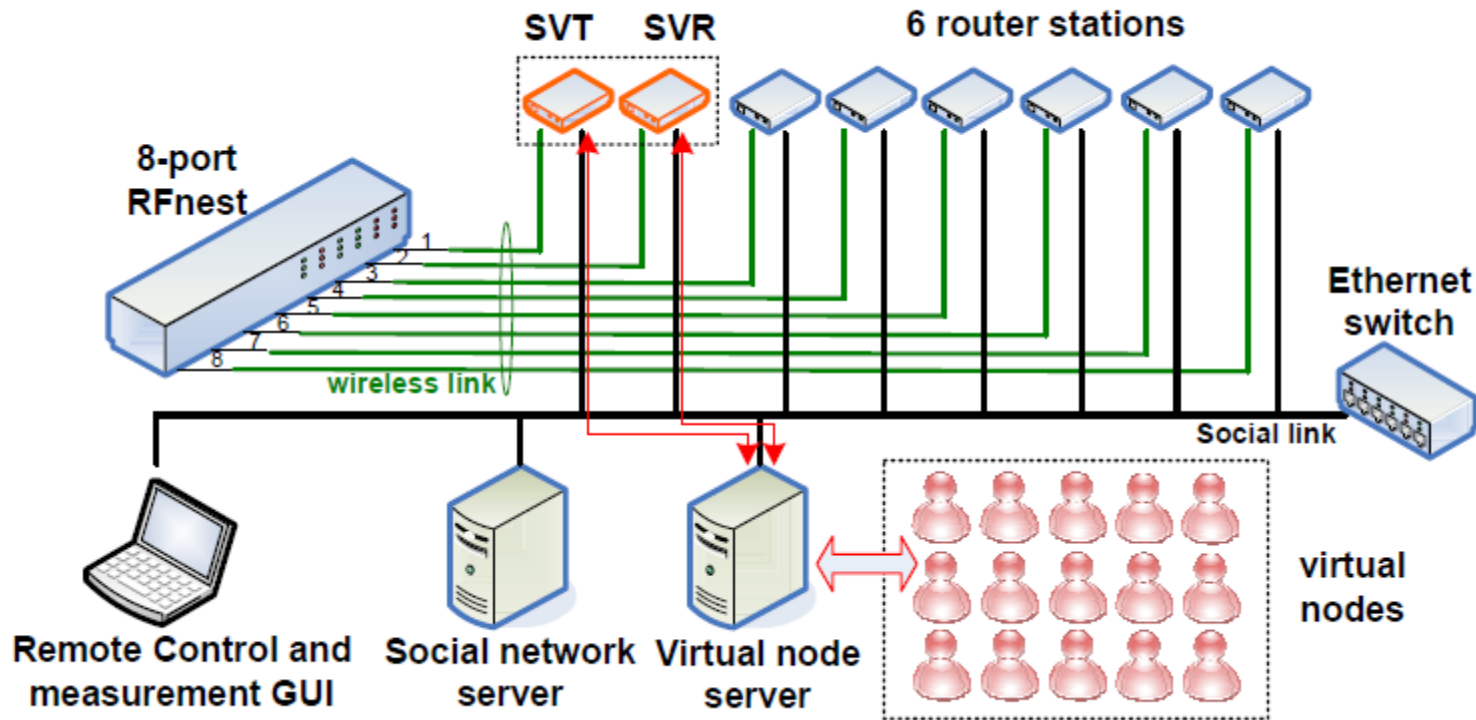 SVT
SVR
6 router stations
8-port
RFnest
1
2
3
4
5
6
7
8
wireless link
Ethernet
switch
Social link
Remote Control and
measurement GUI
Social network
server
Virtual node
server
virtual
nodes